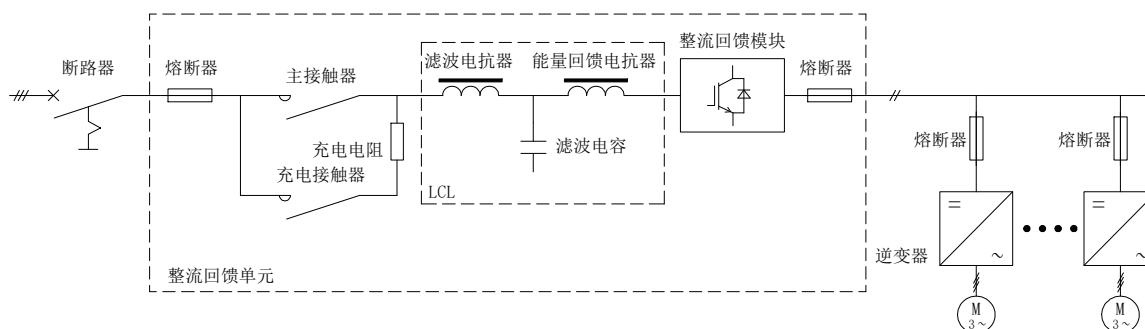 断路器
熔断器
主接触器
充电电阻
充电接触器
滤波电抗器
能量回馈电抗器
滤波电容
LCL
整流回馈模块
熔断器
整流回馈单元
熔断器
熔断器
=
~
=
~
逆变器
M
3~
M
3~